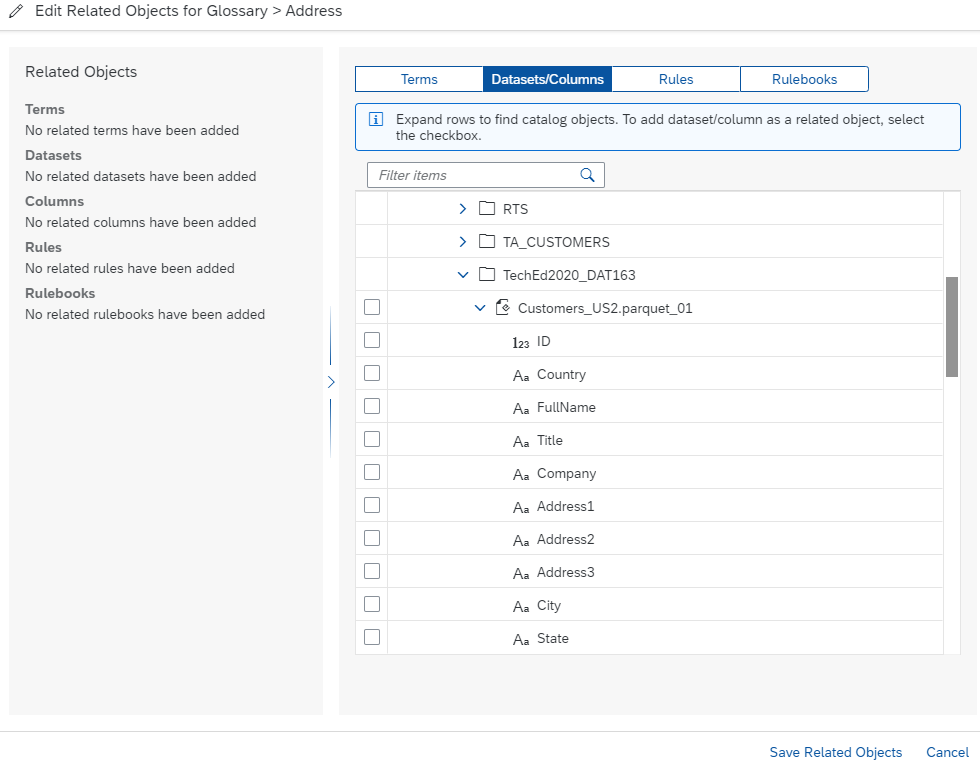 Edit Related Objects for Glossary > Address
Related Objects
Terms
No related terms have been added
Datasets
No related datasets have been added
Columns
No related columns have been added
Rules
No related rules have been added
Rulebooks
No related rulebooks have been added
Terms
Datasets/Columns
Rules
Rulebooks
Expand rows to find catalog objects. To add dataset/column as a related object, select
the checkbox.
Filter items
RTS
TA_CUSTOMERS
TechEd2020_DAT163
Customers_US2.parquet_01
123 ID
Aa Country
Aa FullName
Aa Title
Aa Company
Aa Address1
Aa Address2
Aa Address3
Aa City
Aa State
Save Related Objects
Cancel